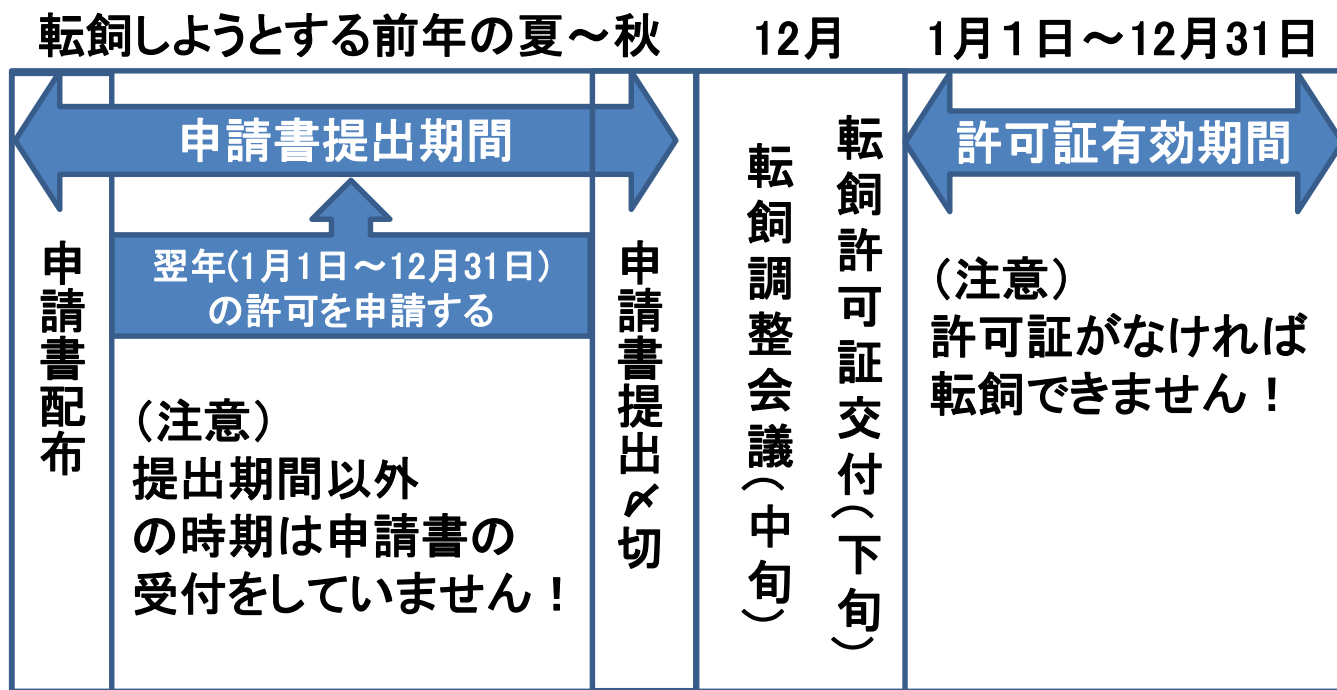 転飼しようとする前年の夏～秋
12月
1月1日～12月31日
申請書提出期間
許可証有効期間
申請書配布
翌年(1月1日～12月31日)
の許可を申請する
(注意)
提出期間以外
の時期は申請書の
受付をしていません！
申請書提出〆切
転飼調整会議(中旬)
転飼許可証交付(下旬)
(注意)
許可証がなければ
転飼できません！